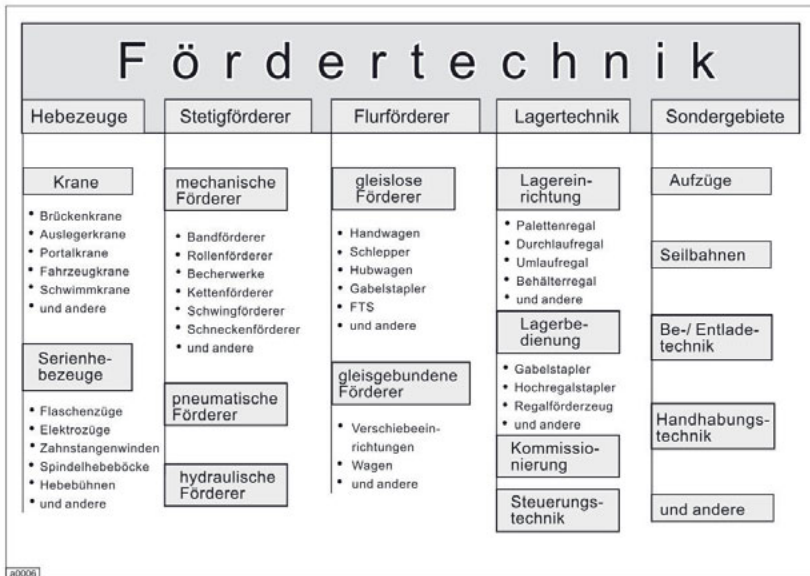 Fördertechnik
Hebezeuge
Stetigförderer
Flurförderer
Lagertechnik
Sondergebiete
Krane
• Brückenkrane
• Auslegerkrane
• Portalkrane
• Fahrzeugkrane
• Schwimmkrane
• und andere
Serienhe-
bezeuge
• Flaschenzüge
• Elektrozüge
• Zahnstangenwinden
• Spindelhebeböcke
• Hebebühnen
• und andere
mechanische
Förderer
• Bandförderer
• Rollenförderer
• Becherwerke
• Kettenförderer
• Schwingförderer
• Schneckenförderer
• und andere
pneumatische
Förderer
hydraulische
Förderer
gleislose
Förderer
• Handwagen
• Schlepper
• Hubwagen
• Gabelstapler
• FTS
• und andere
gleisgebundene
Förderer
• Verschiebeein-
richtungen
• Wagen
• und andere
Lagerein-
richtung
• Palettenregal
• Durchlaufregal
• Umlaufregal
• Behälterregal
• und andere
Lagerbe-
dienung
• Gabelstapler
• Hochregalstapler
• Regalförderzeug
• und andere
Kommissio-
nierung
Steuerungs-
technik
Aufzüge
Seilbahnen
Be-/ Entlade-
technik
Handhabungs-
technik
und andere
a0006